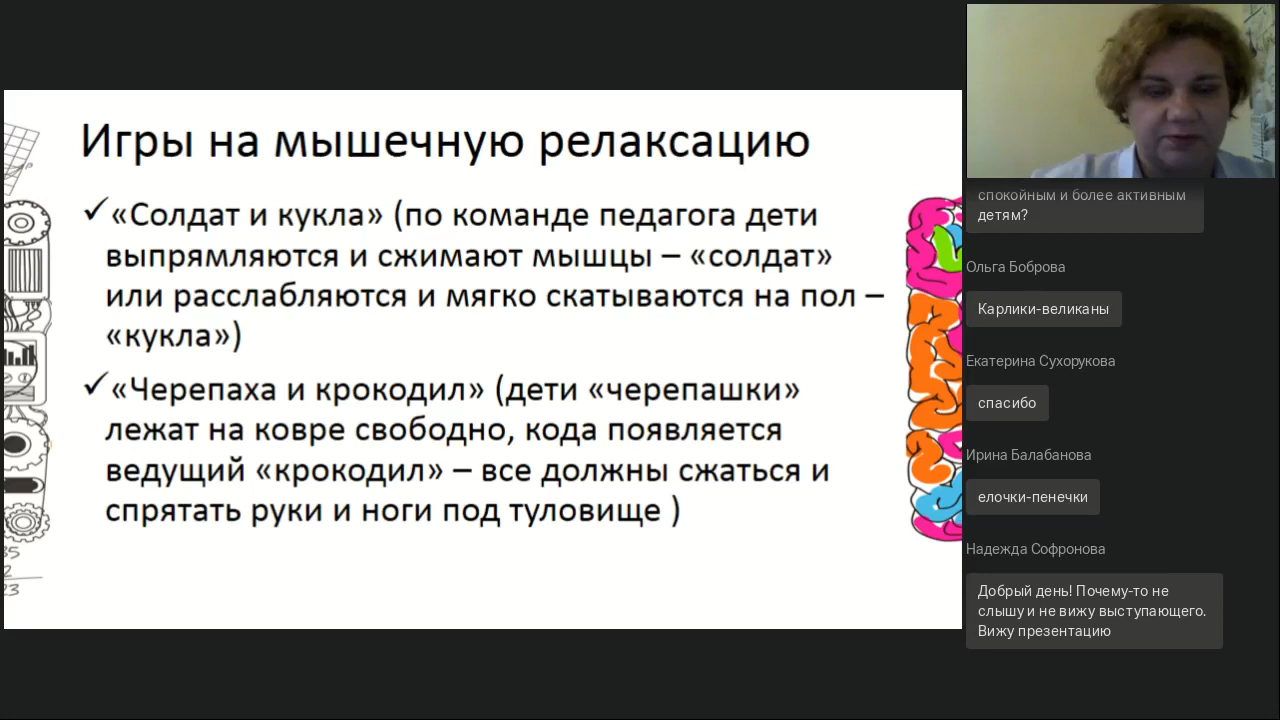 Игры на мышечную релаксацию
✓«Солдат и кукла» (по команде педагога дети
выпрямляются и сжимают мышцы – «солдат»
или расслабляются и мягко скатываются на пол –
«кукла»)
✓«Черепаха и крокодил» (дети «черепашки»
лежат на ковре свободно, кода появляется
ведущий «крокодил» – все должны сжаться и
спрятать руки и ноги под туловище )
спокойным и более активным
детям?
Ольга Боброва
Карлики-великаны
Екатерина Сухорукова
спасибо
Ирина Балабанова
елочки-пенечки
Надежда Софронова
Добрый день! Почему-то не
слышу и не вижу выступающего.
Вижу презентацию